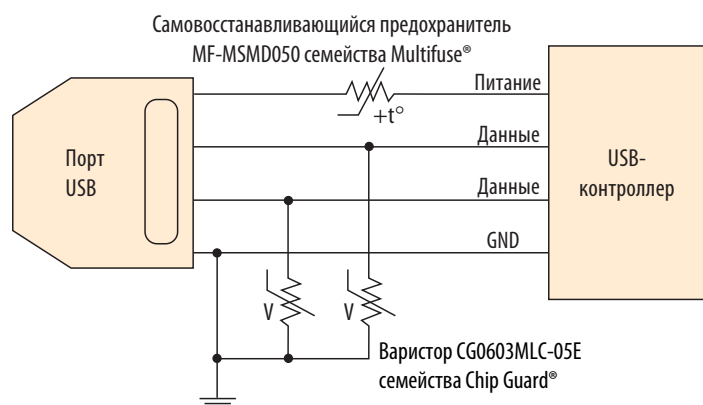 Самовосстанавливающийся предохранитель
MF-MSMD050 семейства Multifuse®
Питание
+t°
Данные
Порт
USB
USB-
контроллер
Данные
GND
V
V
Варистор CG0603MLC-05E
семейства Chip Guard®